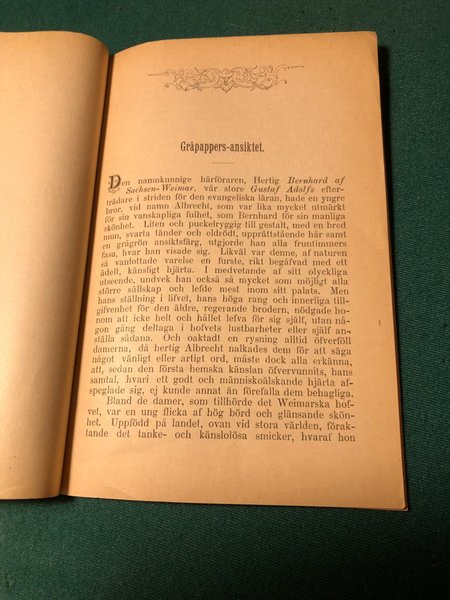 Gråpappers-ansiktet.
Den namnkunnige härföraren, Hertig Bernhard af
Sachsen-Weimar, vår store Gustaf Adolfs efter-
trädare i striden för den evangeliska läran, hade en yngre
bror, vid namn Albrecht, som var lika mycket utmärkt
för sin vanskapliga fulhet, som Bernhard för sin manliga
skönhet. Liten och puckelryggig till gestalt, med en bred
mun, svarta tänder och eldrödt, upprättstående hår samt
en grågrön ansigtsfärg, utgjorde han alla fruntimmers
fasa, hvar han visade sig. Likväl var denne, af naturen
så vanlottade varelse en furste, rikt begåfvad med ett
ädelt, känsligt hjärta. I medvetande af sitt olyckliga
utseende, undvek han också så mycket som möjligt alla
större sällskap och lefde mest inom sitt palats. Men
hans ställning i lifvet, hans höga rang och innerliga till-
gifvenhet för den äldre, regerande brodern, nödgade ho-
nom att icke helt och hållet lefva för sig själf, utan nå-
gon gång deltaga i hofvets lustbarheter eller själf an-
ställa sådana. Och oaktadt en rysning alltid öfverföll
damerna, då hertig Albrecht nalkades dem för att säga
något vänligt eller artigt ord, måste dock alla erkänna,
att, sedan den första hemska känslan öfvervunnits, hans
samtal, hvari ett godt och människoälskande hjärta af-
speglade sig, ej kunde annat än förefalla dem behagliga.
Bland de damer, som tillhörde det Weimarska hof-
vet, var en ung flicka af hög börd och glänsande skön-
het. Uppfödd på landet, ovan vid stora världen, förak-
tande det tanke- och känslolösa smicker, hvaraf hon